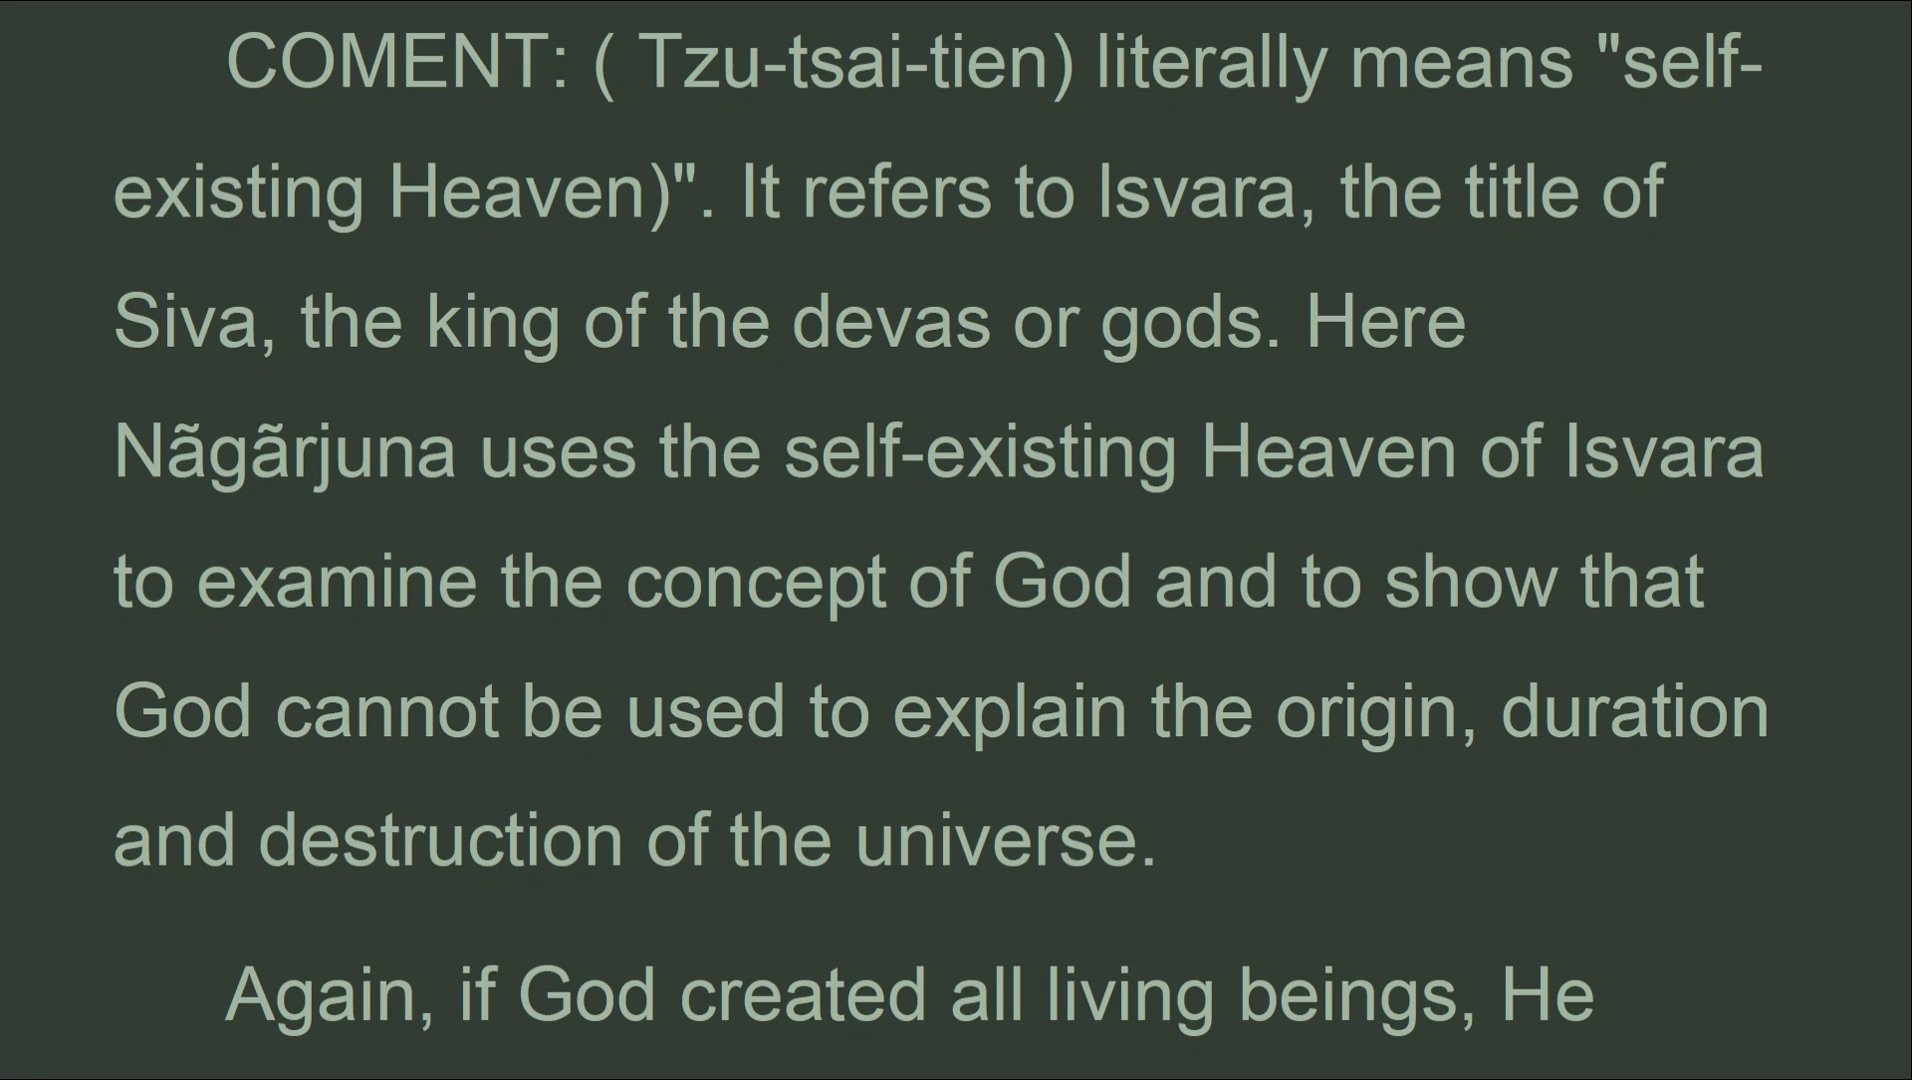 COMENT: ( Tzu-tsai-tien) literally means "self-
existing Heaven)". It refers to Isvara, the title of
Siva, the king of the devas or gods. Here
Nãgãrjuna uses the self-existing Heaven of Isvara
to examine the concept of God and to show that
God cannot be used to explain the origin, duration
and destruction of the universe.
Again, if God created all living beings, He